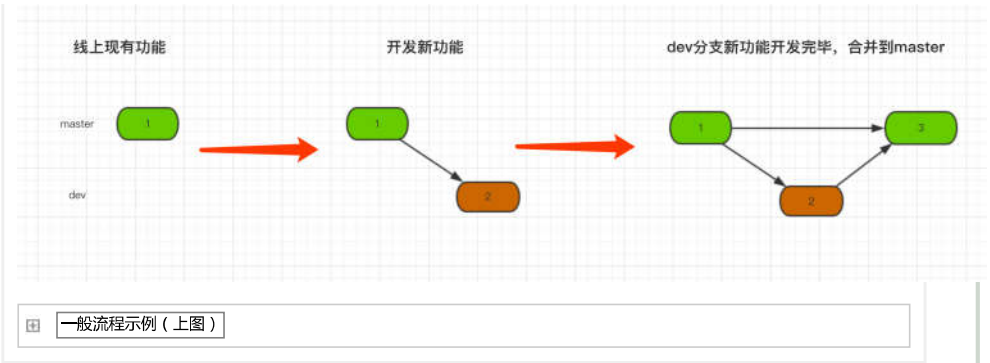 线上现有功能 开发新功能 dev分支新功能开发完毕，合并到master
master 1 1 1 3
dev 2 2
一般流程示例（上图）